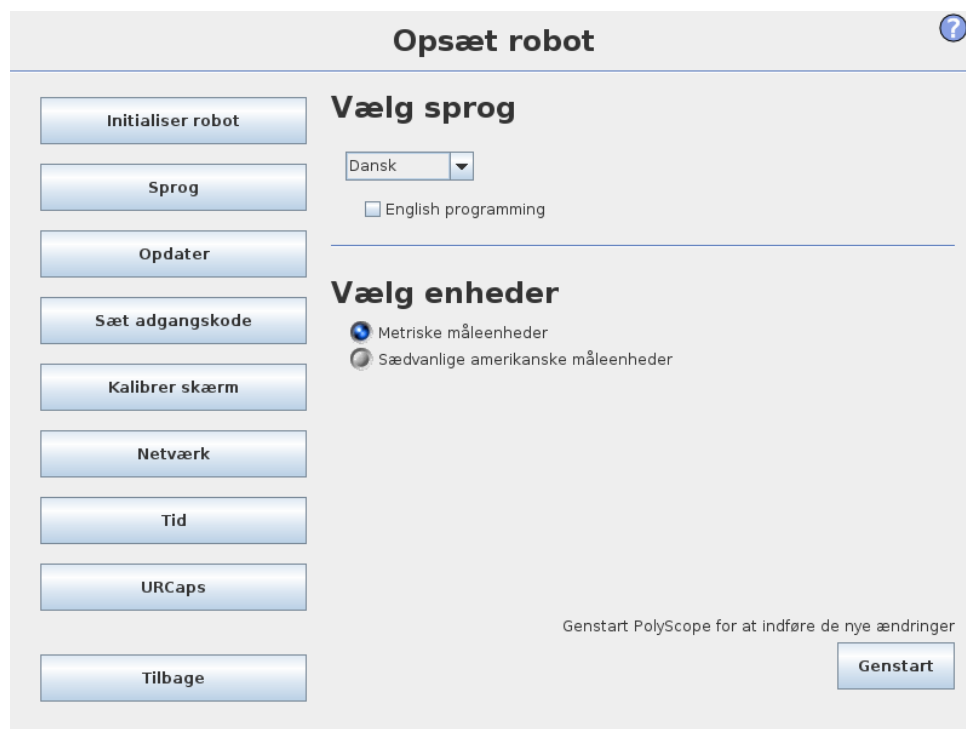 Opsæt robot
?
Initialiser robot
Sprog
Opdater
Sæt adgangskode
Kalibrer skærm
Netværk
Tid
URCaps
Tilbage
Vælg sprog
Dansk
English programming
Vælg enheder
Metriske måleenheder
Sædvanlige amerikanske måleenheder
Genstart PolyScope for at indføre de nye ændringer
Genstart